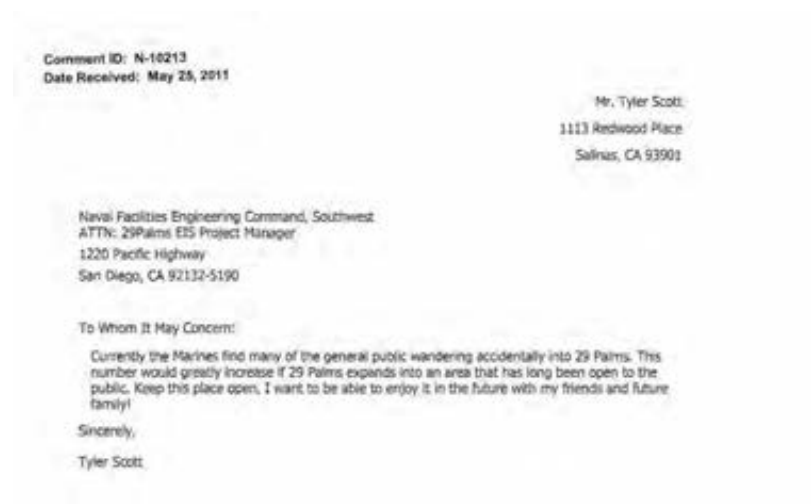 Comment ID: N-10213
Date Received: May 25, 2011
Mr. Tyler Scott
1113 Redwood Place
Salinas, CA 93901
Naval Facilities Engineering Command, Southwest
ATTN: 29Palms EIS Project Manager
1220 Pacific Highway
San Diego, CA 92132-5190
To Whom It May Concern:
Currently the Marines find many of the general public wandering accidentally into 29 Palms. This
number would greatly increase if 29 Palms expands into an area that has long been open to the
public. Keep this place open, I want to be able to enjoy it in the future with my friends and future
family!
Sincerely,
Tyler Scott